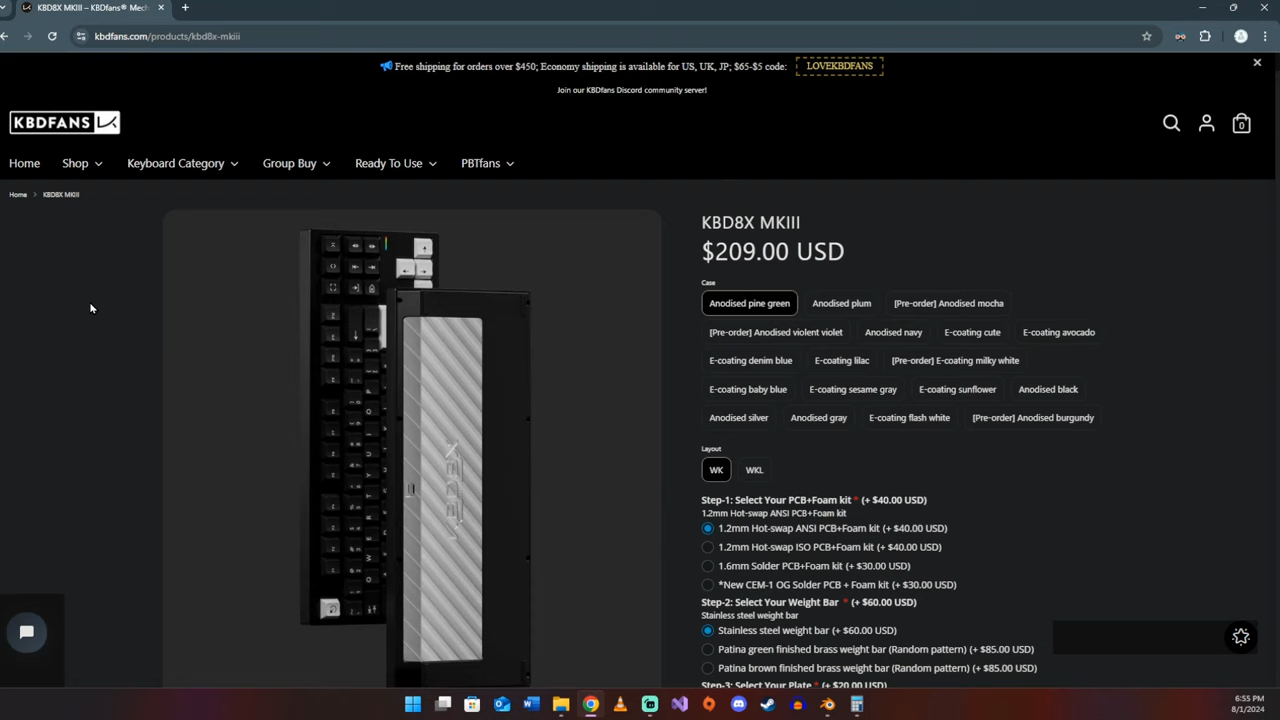 KBD8X MKIII – KBDfans® Mech
kbdfans.com/products/kbd8x-mkiii
Free shipping for orders over $450; Economy shipping is available for US, UK, JP; $65-$5 code: LOVEKBDFANS
Join our KBDfans Discord community server!
KBDFANS
0
Home Shop Keyboard Category Group Buy Ready To Use PBTfans
Home > KBD8X MKIII
KBD8X MKIII
$209.00 USD
Case
Anodised pine green Anodised plum [Pre-order] Anodised mocha
[Pre-order] Anodised violent violet Anodised navy E-coating cute E-coating avocado
E-coating denim blue E-coating lilac [Pre-order] E-coating milky white
E-coating baby blue E-coating sesame gray E-coating sunflower Anodised black
Anodised silver Anodised gray E-coating flash white [Pre-order] Anodised burgundy
Layout
WK WKL
Step-1: Select Your PCB+Foam kit * (+ $40.00 USD)
1.2mm Hot-swap ANSI PCB+Foam kit
1.2mm Hot-swap ANSI PCB+Foam kit (+ $40.00 USD)
1.2mm Hot-swap ISO PCB+Foam kit (+ $40.00 USD)
1.6mm Solder PCB+Foam kit (+ $30.00 USD)
*New CEM-1 OG Solder PCB + Foam kit (+ $30.00 USD)
Step-2: Select Your Weight Bar * (+ $60.00 USD)
Stainless steel weight bar
Stainless steel weight bar (+ $60.00 USD)
Patina green finished brass weight bar (Random pattern) (+ $85.00 USD)
Patina brown finished brass weight bar (Random pattern) (+ $85.00 USD)
Step-3: Select Your Plate * (+ $20.00 USD)
KBD8X
6:55 PM
8/1/2024